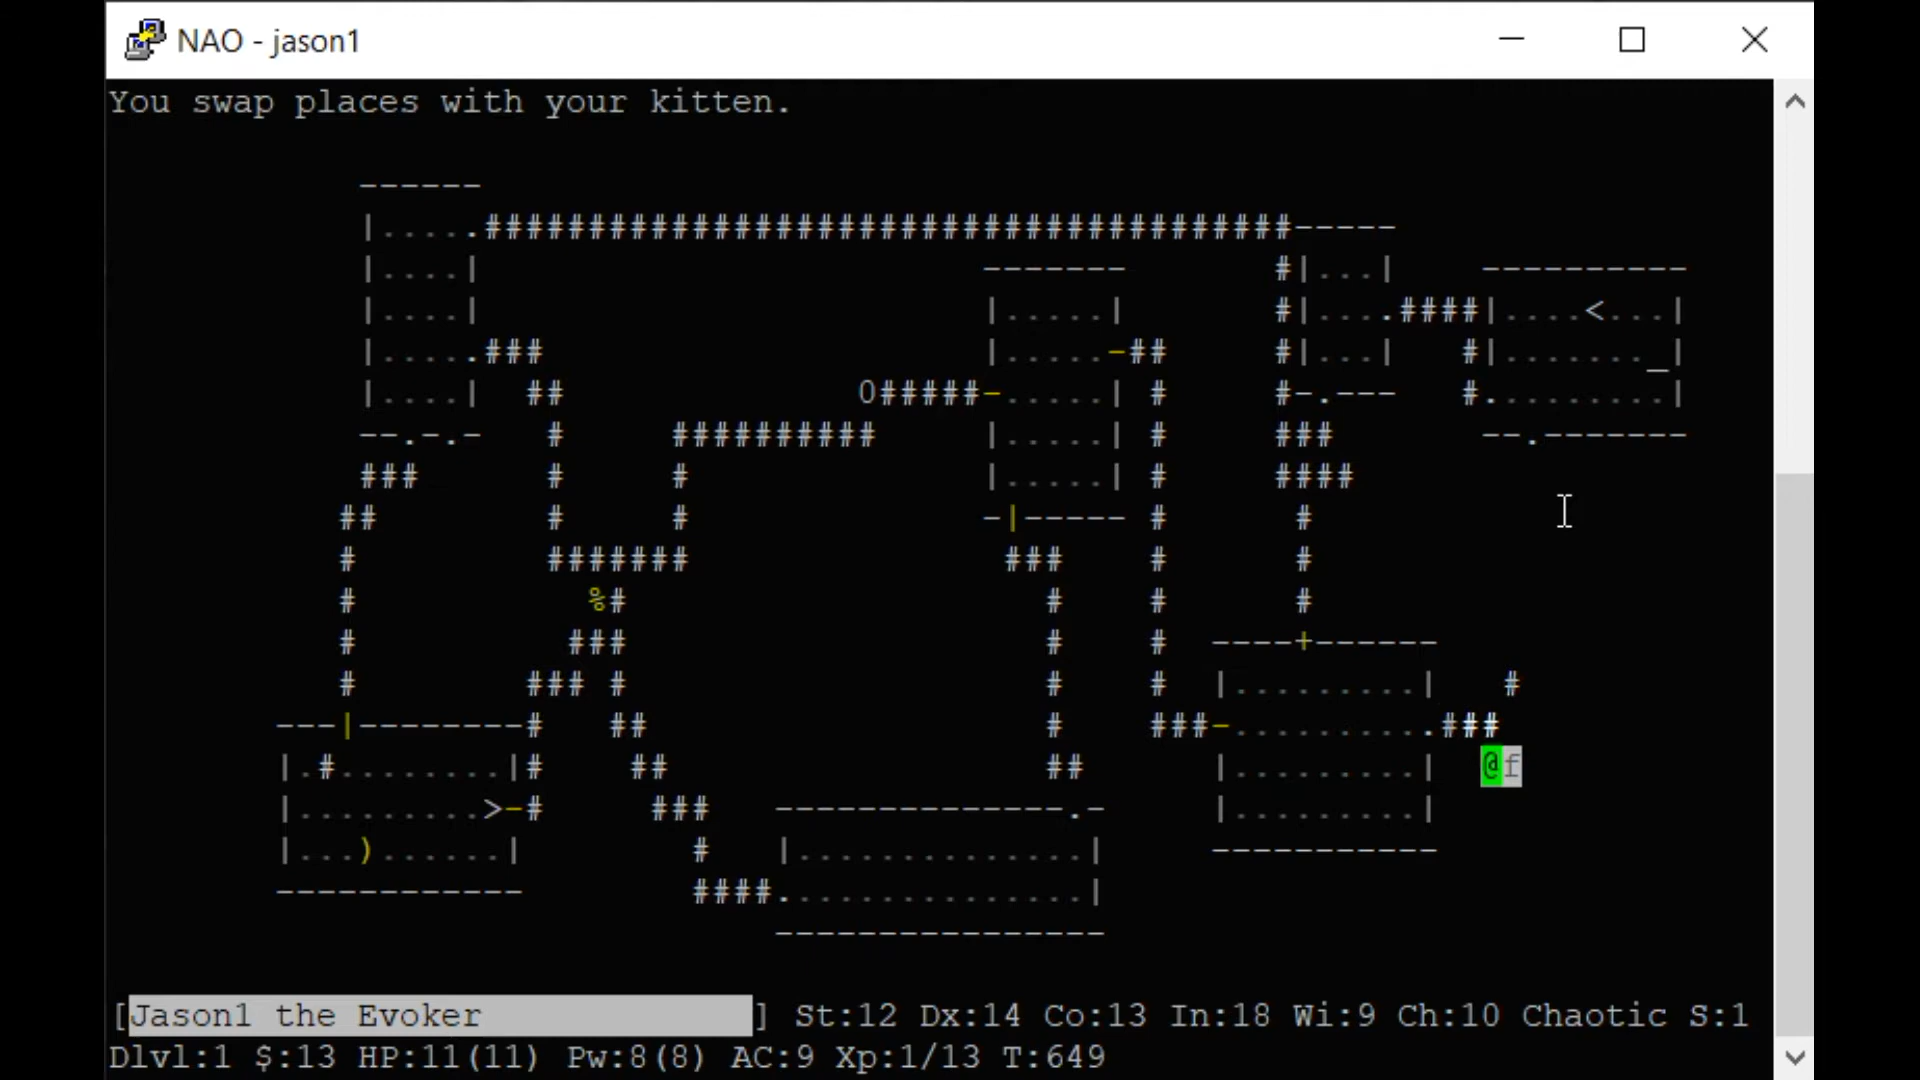 NAO - jason1
You swap places with your kitten.
------
|.....#######################################-----
|....| ------- #|...| ----------
|....| |.....| #|....####|....<...|
|.....### |.....-## #|...| #|......._|
|....| ## 0#####-.....| # #-.--- #.........|
--.-.- # ########## |.....| # ### --.-------
### # # |.....| # ####
## # # -|----- # #
# ####### ### # #
# %# # # #
# ### # # ----+------
# ### # # # |.........| #
---|--------# ## # ###-..........###
|.#........|# ## ## |.........| @f
|.........>-# ### ---------------.- |.........|
|...)......| # |..............| -----------
------------ ####...............|
----------------
[Jason1 the Evoker ] St:12 Dx:14 Co:13 In:18 Wi:9 Ch:10 Chaotic S:1
Dlvl:1 $:13 HP:11(11) Pw:8(8) AC:9 Xp:1/13 T:649